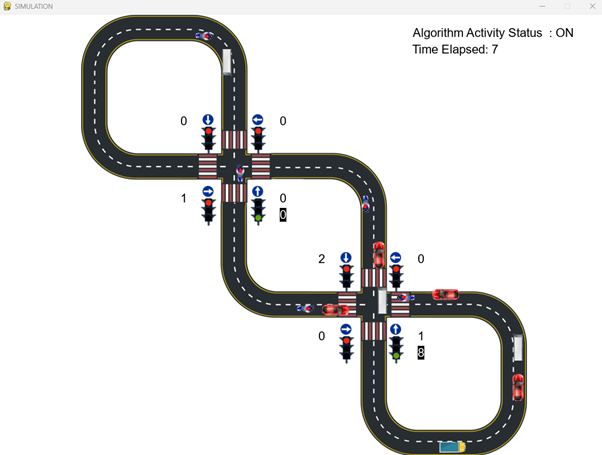 SIMULATION
Algorithm Activity Status : ON
Time Elapsed: 7
0 0
1 0
0
2 0
0 1
8